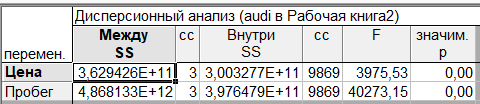 Дисперсионный анализ (audi в Рабочая книга2)
перемен. Между SS сс Внутри SS сс F значим. p
Цена 3,629426E+11 3 3,003277E+11 9869 3975,53 0,00
Пробег 4,868133E+12 3 3,976479E+11 9869 40273,15 0,00